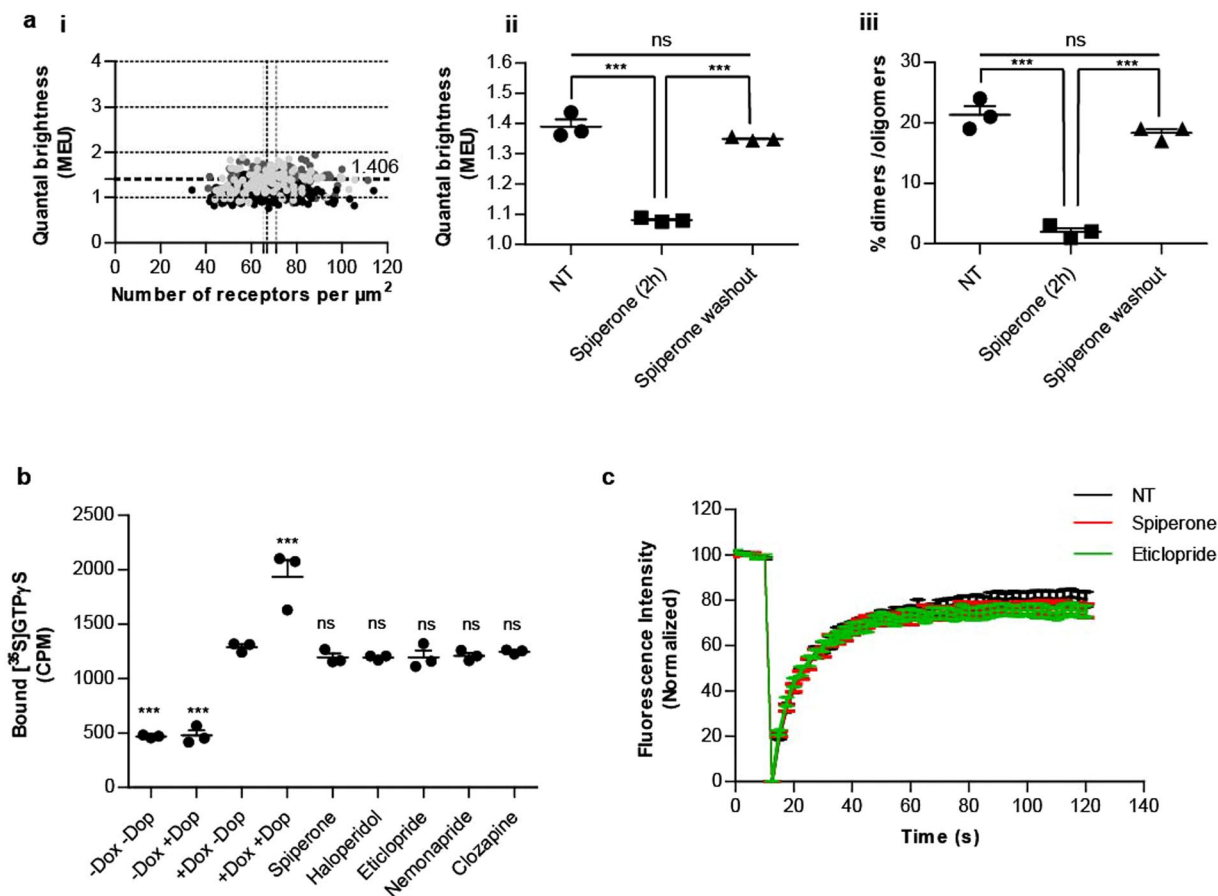 a
i
ii
iii
Quantal brightness
(MEU)
4
3
2
1
0
1.406
0 20 40 60 80 100 120
Number of receptors per µm²
ns
*** ***
Quantal brightness
(MEU)
1.6
1.5
1.4
1.3
1.2
1.1
1.0
NT
Spiperone (2h)
Spiperone washout
ns
*** ***
% dimers /oligomers
30
20
10
0
NT
Spiperone (2h)
Spiperone washout
b
Bound [³⁵S]GTPγS
(CPM)
2500
2000
1500
1000
500
0
*** *** *** ns ns ns ns ns
-Dox -Dop
-Dox +Dop
+Dox -Dop
+Dox +Dop
Spiperone
Haloperidol
Eticlopride
Nemonapride
Clozapine
c
NT
Spiperone
Eticlopride
Fluorescence Intensity
(Normalized)
120
100
80
60
40
20
0
0 20 40 60 80 100 120 140
Time (s)